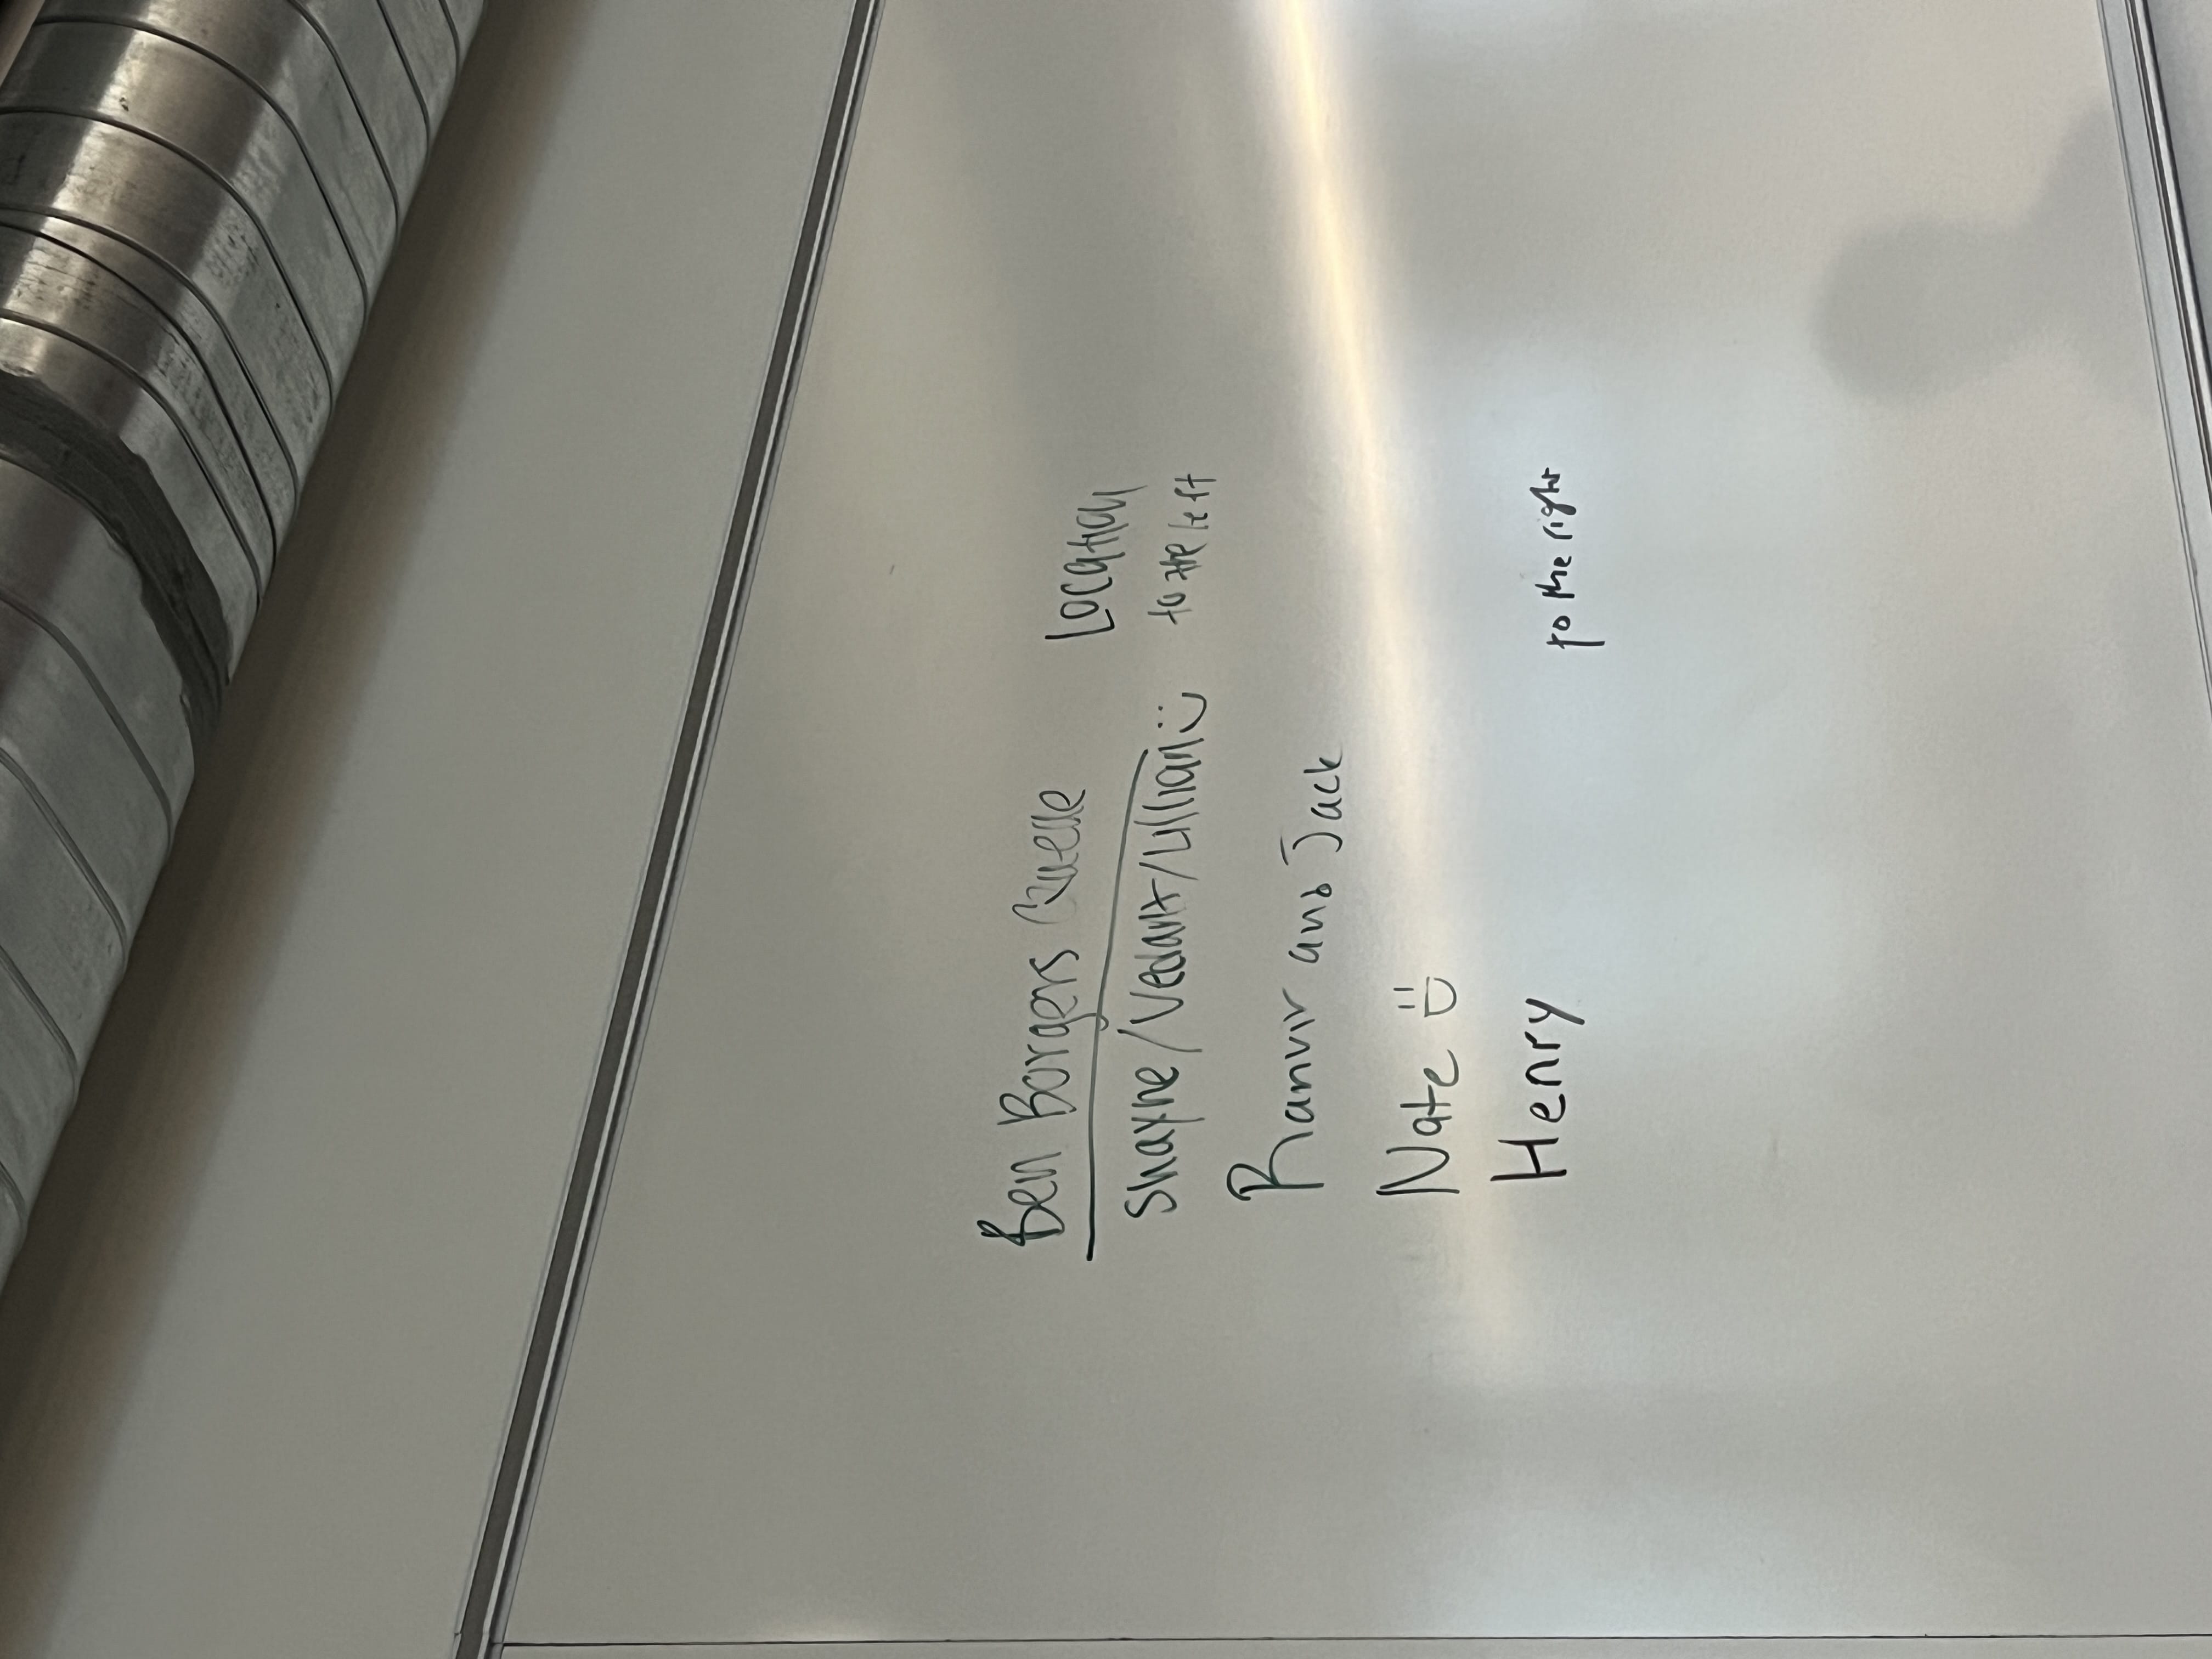 Ben Borgers Queue Location
Shayne/Vedant/Lillian :) to the left
Ranvir and Jack
Nate :D
Henry to the right